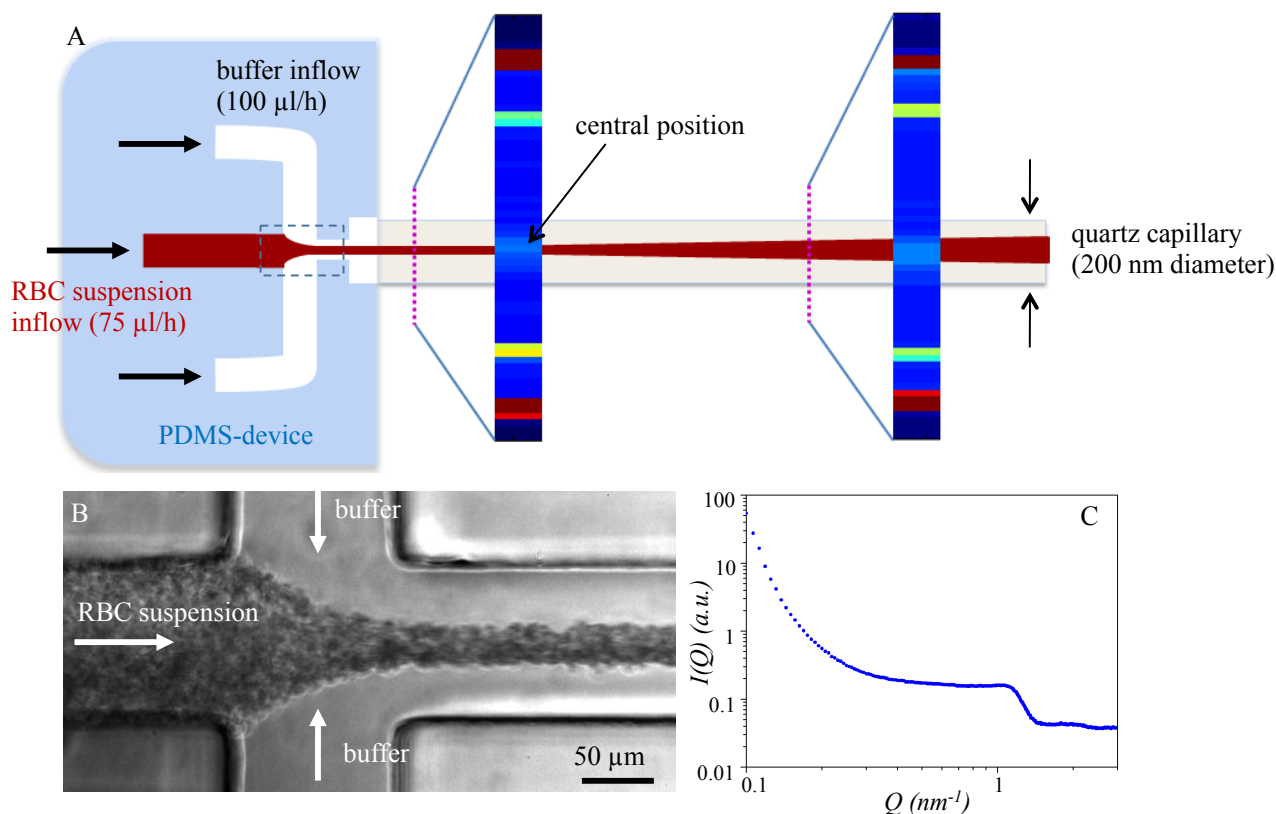 A
buffer inflow
(100 µl/h)
central position
RBC suspension
inflow (75 µl/h)
quartz capillary
(200 nm diameter)
PDMS-device
B
buffer
RBC suspension
buffer
50 µm
C
I(Q) (a.u.)
100
10
1
0.1
0.01
0.1
1
Q (nm⁻¹)